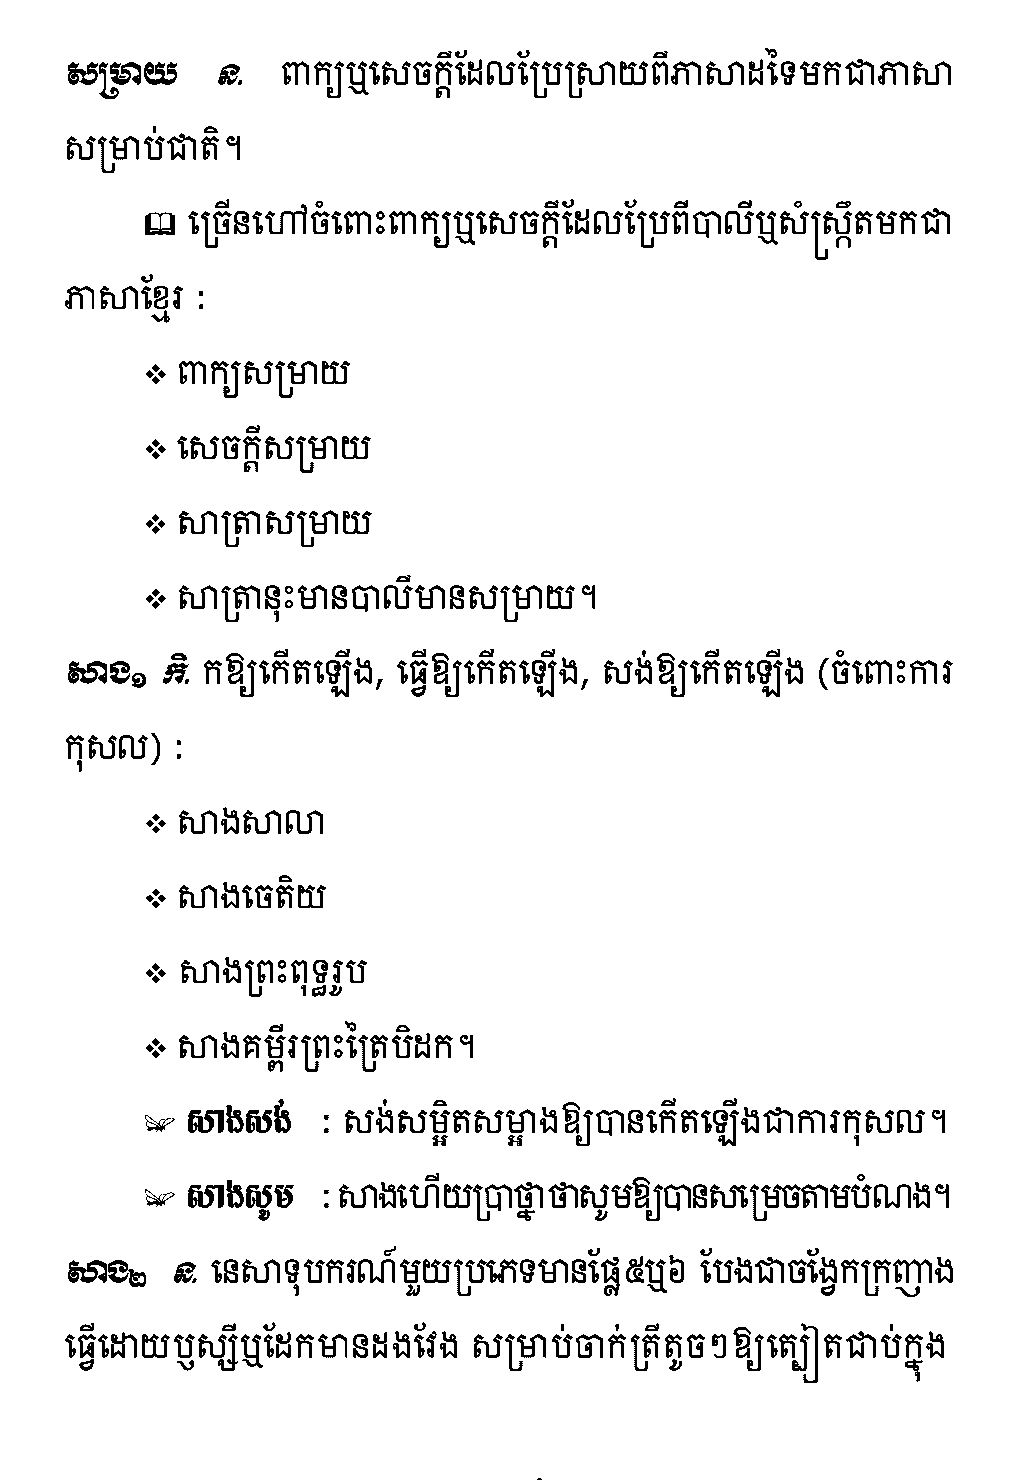 សម្រាយ ន. ពាក្យឬសេចក្ដីដែលប្រែស្រាយពីភាសាដទៃមកជាភាសា
សម្រាប់ជាតិ។
🕮 ច្រើនហៅចំពោះពាក្យឬសេចក្ដីដែលប្រែពីបាលីឬសំស្ក្រឹតមកជា
ភាសាខ្មែរ :
❖ ពាក្យសម្រាយ
❖ សេចក្ដីសម្រាយ
❖ សាត្រាសម្រាយ
❖ សាត្រានុះមានបាលីមានសម្រាយ។
សាង១ កិ. កឱ្យកើតឡើង, ធ្វើឱ្យកើតឡើង, សង់ឱ្យកើតឡើង (ចំពោះការ
កុសល) :
❖ សាងសាលា
❖ សាងចេតិយ
❖ សាងព្រះពុទ្ធរូប
❖ សាងគម្ពីរព្រះត្រៃបិដក។
សាងសង់ : សង់សម្អិតសម្អាងឱ្យបានកើតឡើងជាការកុសល។
សាងសូម : សាងហើយប្រាថ្នាថាសូមឱ្យបានសម្រេចតាមបំណង។
សាង២ ន. នេសាទុបករណ៍មួយប្រភេទមានផ្លែ៥ឬ៦ បែងជាចង្វែកក្រញាង
ធ្វើដោយឫស្សីឬដែកមានដងវែង សម្រាប់ចាក់ត្រីតូចៗឱ្យត្បៀតជាប់ក្នុង